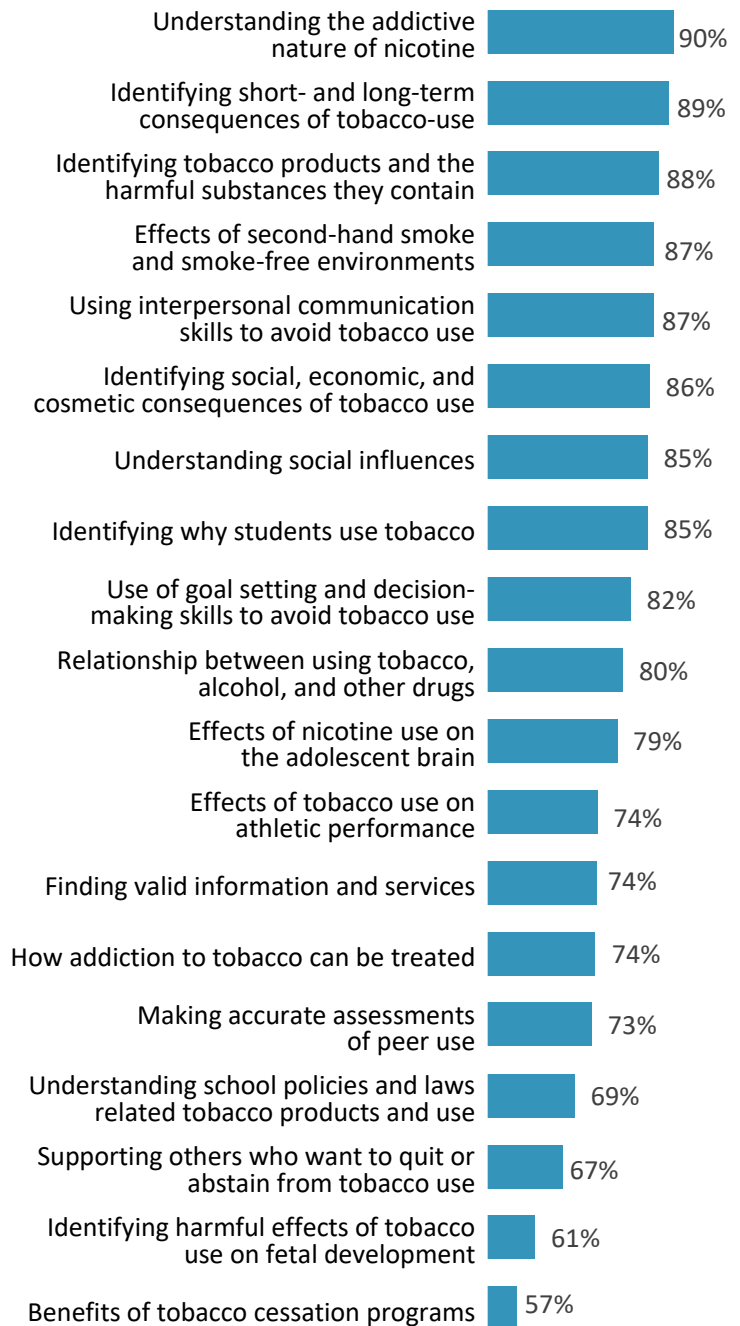 Understanding the addictive
nature of nicotine
90%
Identifying short- and long-term
consequences of tobacco-use
89%
Identifying tobacco products and the
harmful substances they contain
88%
Effects of second-hand smoke
and smoke-free environments
87%
Using interpersonal communication
skills to avoid tobacco use
87%
Identifying social, economic, and
cosmetic consequences of tobacco use
86%
Understanding social influences
85%
Identifying why students use tobacco
85%
Use of goal setting and decision-
making skills to avoid tobacco use
82%
Relationship between using tobacco,
alcohol, and other drugs
80%
Effects of nicotine use on
the adolescent brain
79%
Effects of tobacco use on
athletic performance
74%
Finding valid information and services
74%
How addiction to tobacco can be treated
74%
Making accurate assessments
of peer use
73%
Understanding school policies and laws
related tobacco products and use
69%
Supporting others who want to quit or
abstain from tobacco use
67%
Identifying harmful effects of tobacco
use on fetal development
61%
Benefits of tobacco cessation programs
57%